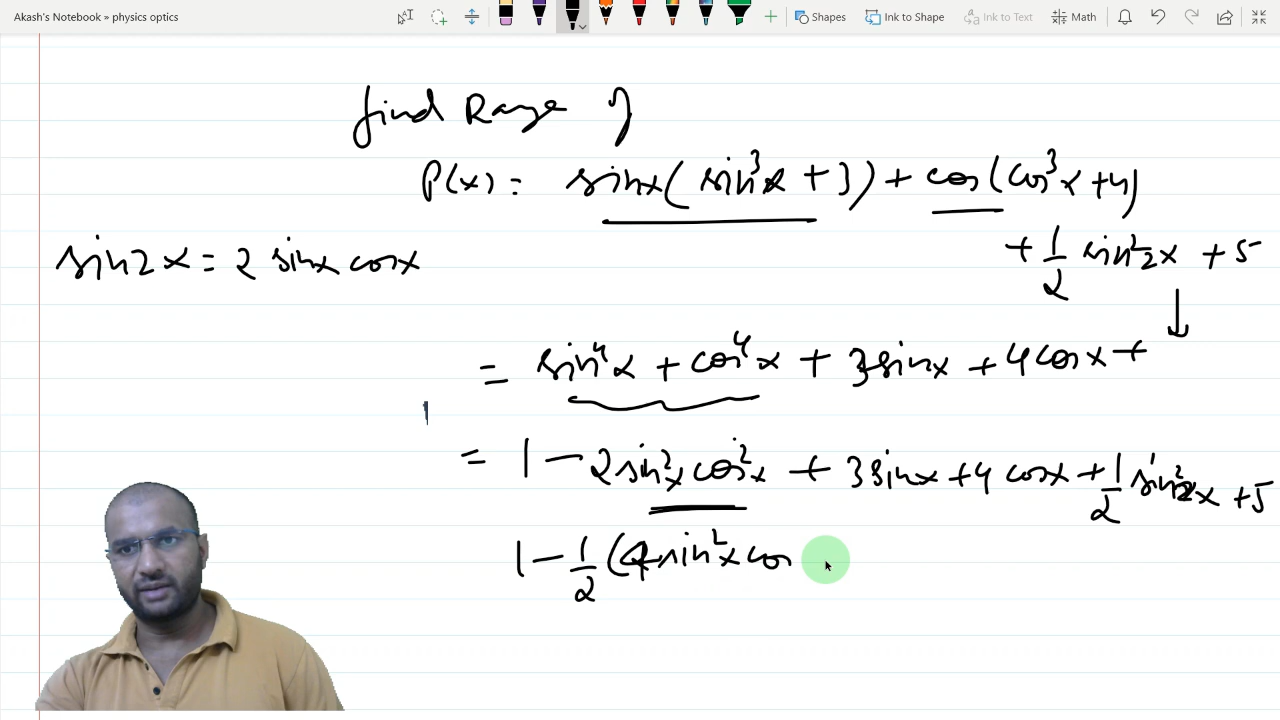 Akash's Notebook » physics optics
Shapes Ink to Shape Ink to Text Math
find Range of
P(x) = sinx(sin³x + 3) + cos(cos³x + 4)
+ 1/2 sin²2x + 5
sin2x = 2 sinx cosx
= sin⁴x + cos⁴x + 3sinx + 4cosx +
= 1 - 2sin²x cos²x + 3sinx + 4 cosx + 1/2 sin²2x + 5
1 - 1/2 (4sin²x cos